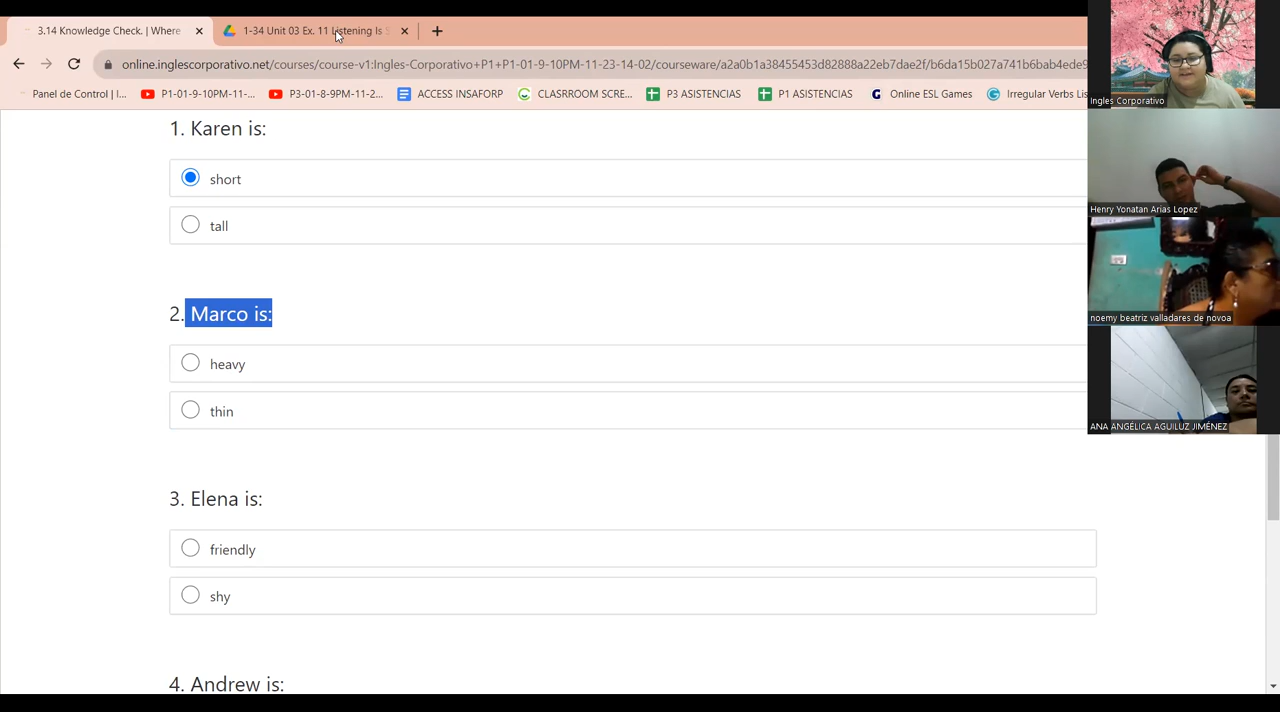 3.14 Knowledge Check. | Where
1-34 Unit 03 Ex. 11 Listening Is
online.inglescorporativo.net/courses/course-v1:Ingles-Corporativo+P1+P1-01-9-10PM-11-23-14-02/courseware/a2a0b1a38455453d82888a22eb7dae2f/b6da15b027a741b6bab4ede9
Panel de Control | I...
P1-01-9-10PM-11-...
P3-01-8-9PM-11-2...
ACCESS INSAFORP
CLASRROOM SCRE...
P3 ASISTENCIAS
P1 ASISTENCIAS
Online ESL Games
Irregular Verbs Lis
1. Karen is:
short
tall
2. Marco is:
heavy
thin
3. Elena is:
friendly
shy
4. Andrew is:
Ingles Corporativo
Henry Yonatan Arias Lopez
noemy beatriz valladares de novoa
ANA ANGÉLICA AGUILUZ JIMÉNEZ